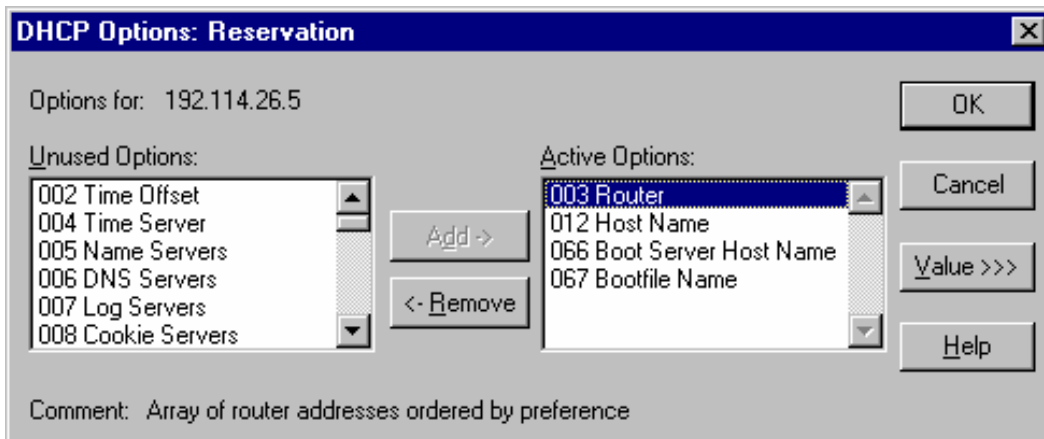 DHCP Options: Reservation
Options for: 192.114.26.5
OK
Unused Options:
Active Options:
002 Time Offset
004 Time Server
005 Name Servers
006 DNS Servers
007 Log Servers
008 Cookie Servers
Add ->
<- Remove
003 Router
012 Host Name
066 Boot Server Host Name
067 Bootfile Name
Cancel
Value >>>
Help
Comment: Array of router addresses ordered by preference